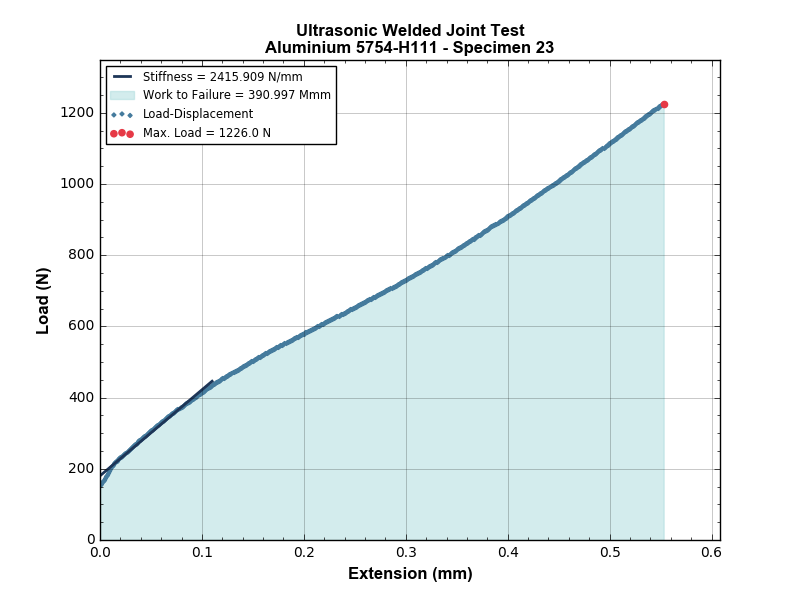 Ultrasonic Welded Joint Test
Aluminium 5754-H111 - Specimen 23
Stiffness = 2415.909 N/mm
Work to Failure = 390.997 Mmm
Load-Displacement
Max. Load = 1226.0 N
1200
1000
800
600
400
200
0
Load (N)
0.0 0.1 0.2 0.3 0.4 0.5 0.6
Extension (mm)